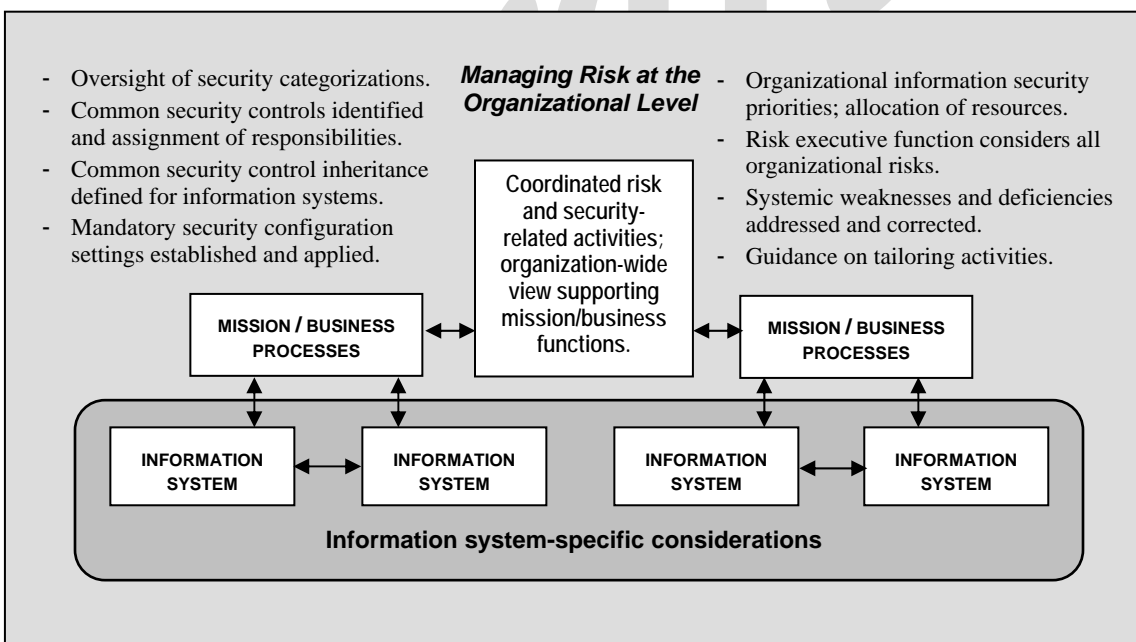 - Oversight of security categorizations.
- Common security controls identified
and assignment of responsibilities.
- Common security control inheritance
defined for information systems.
- Mandatory security configuration
settings established and applied.
Managing Risk at the
Organizational Level
- Organizational information security
priorities; allocation of resources.
- Risk executive function considers all
organizational risks.
- Systemic weaknesses and deficiencies
addressed and corrected.
- Guidance on tailoring activities.
Coordinated risk
and security-
related activities;
organization-wide
view supporting
mission/business
functions.
MISSION / BUSINESS
PROCESSES
MISSION / BUSINESS
PROCESSES
INFORMATION
SYSTEM
INFORMATION
SYSTEM
INFORMATION
SYSTEM
INFORMATION
SYSTEM
Information system-specific considerations